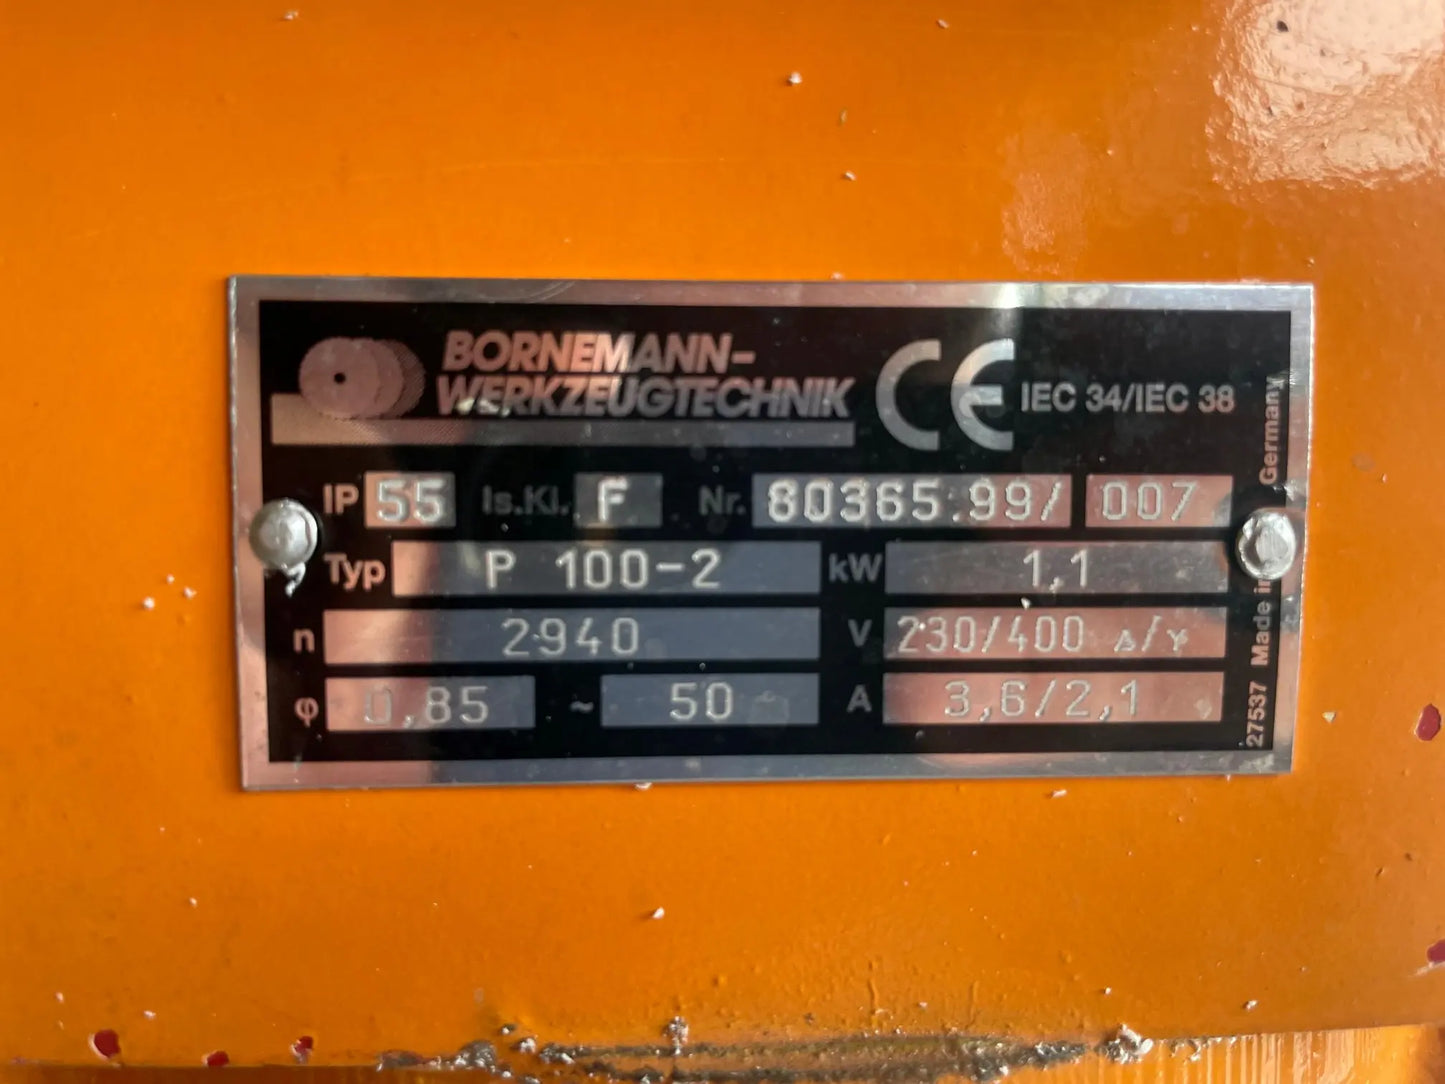 BORNEMANN-
WERKZEUGTECHNIK
CE IEC 34/IEC 38
IP 55 Is.Kl. F Nr. 80365.99/ 007
Typ P 100-2 kW 1,1
n 2940 V 230/400 Δ/Y
φ 0,85 ~ 50 A 3,6/2,1
27537 Made in Germany